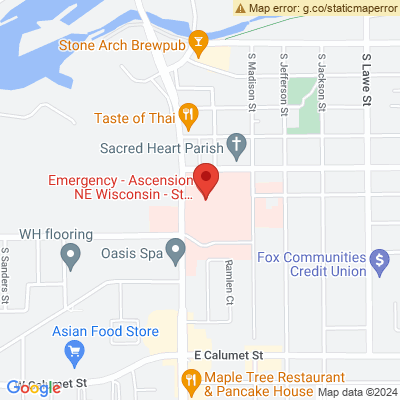 Map error: g.co/staticmaperror
Stone Arch Brewpub
S Madison St
S Jefferson St
S Jackson St
S Lawe St
Taste of Thai
Sacred Heart Parish
Emergency - Ascension
NE Wisconsin - St...
WH flooring
Oasis Spa
S Sanders St
Ramlen Ct
Fox Communities
Credit Union
Asian Food Store
E Calumet St
W Calumet St
Maple Tree Restaurant
& Pancake House
Google
Map data ©2024